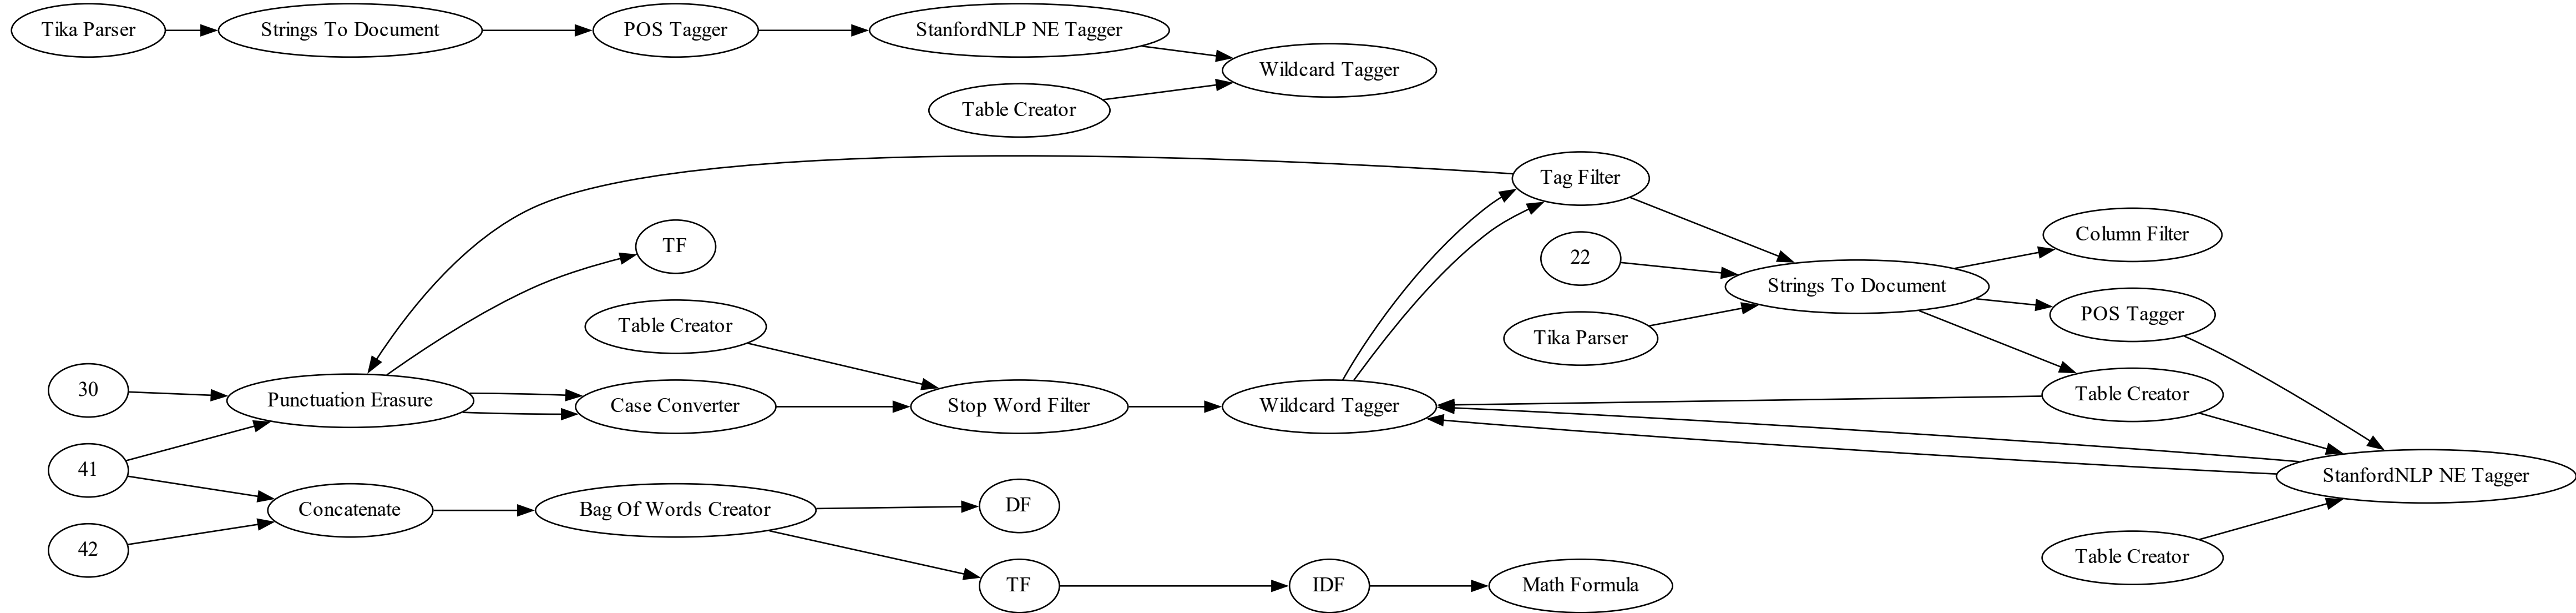 Tika Parser
Strings To Document
POS Tagger
StanfordNLP NE Tagger
Wildcard Tagger
Table Creator
Tag Filter
Column Filter
TF
22
Strings To Document
POS Tagger
Table Creator
Tika Parser
30
Punctuation Erasure
Case Converter
Stop Word Filter
Wildcard Tagger
Table Creator
41
StanfordNLP NE Tagger
Concatenate
Bag Of Words Creator
DF
42
Table Creator
TF
IDF
Math Formula